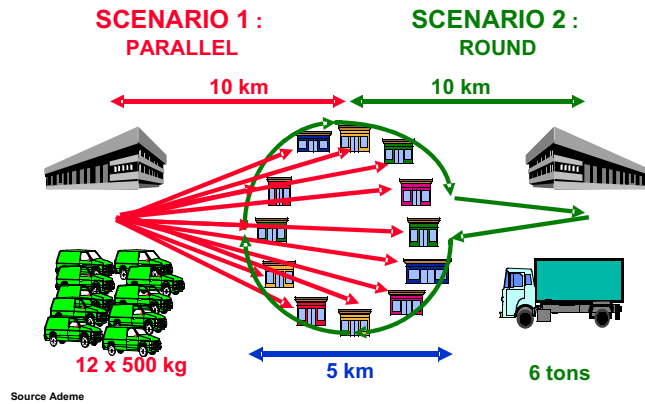 SCENARIO 1 :
PARALLEL
SCENARIO 2 :
ROUND
10 km
10 km
12 x 500 kg
5 km
6 tons
Source Ademe